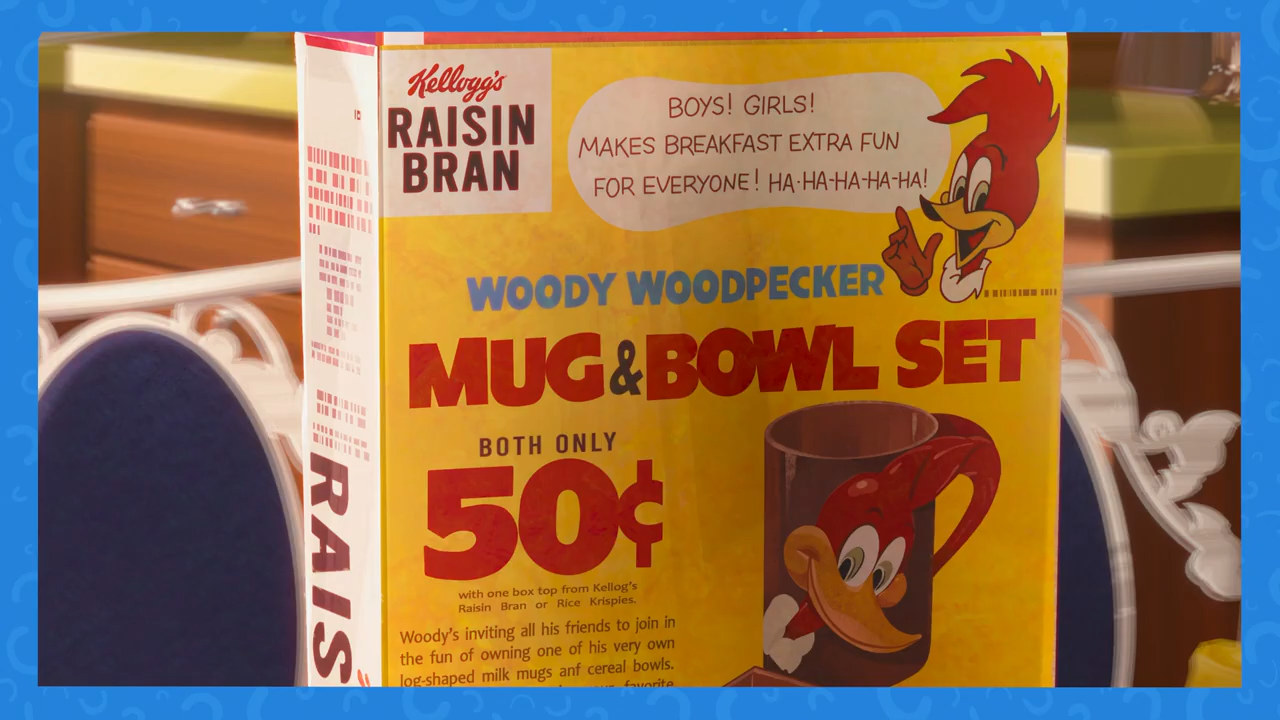 Kellogg's
RAISIN
BRAN
BOYS! GIRLS!
MAKES BREAKFAST EXTRA FUN
FOR EVERYONE! HA-HA-HA-HA-HA!
WOODY WOODPECKER
MUG & BOWL SET
BOTH ONLY
50¢
with one box top from Kellog's
Raisin Bran or Rice Krispies.
Woody's inviting all his friends to join in
the fun of owning one of his very own
log-shaped milk mugs anf cereal bowls.
favorite
RAIS